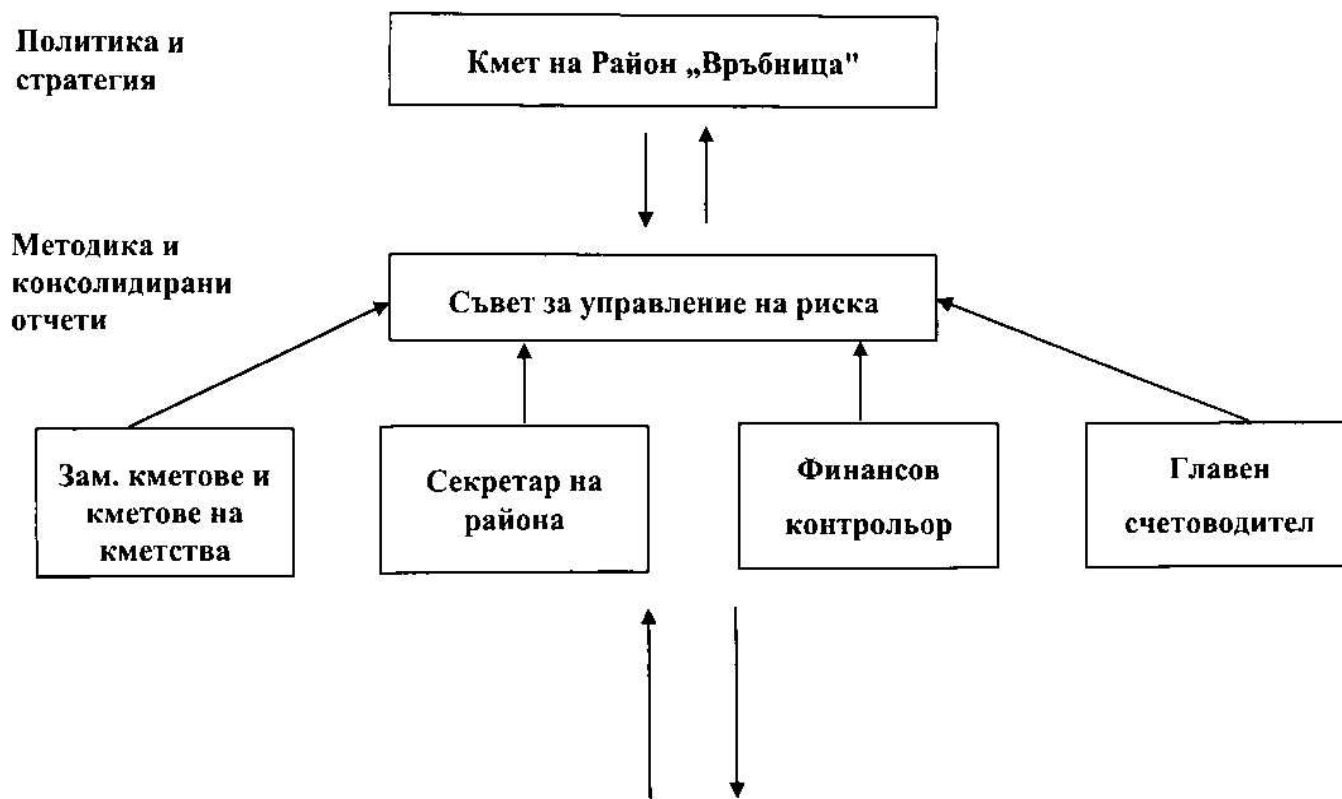 Политика и
стратегия
Кмет на Район „Връбница"
Методика и
консолидирани
отчети
Съвет за управление на риска
Зам. кметове и
кметове на
кметства
Секретар на
района
Финансов
контрольор
Главен
счетоводител